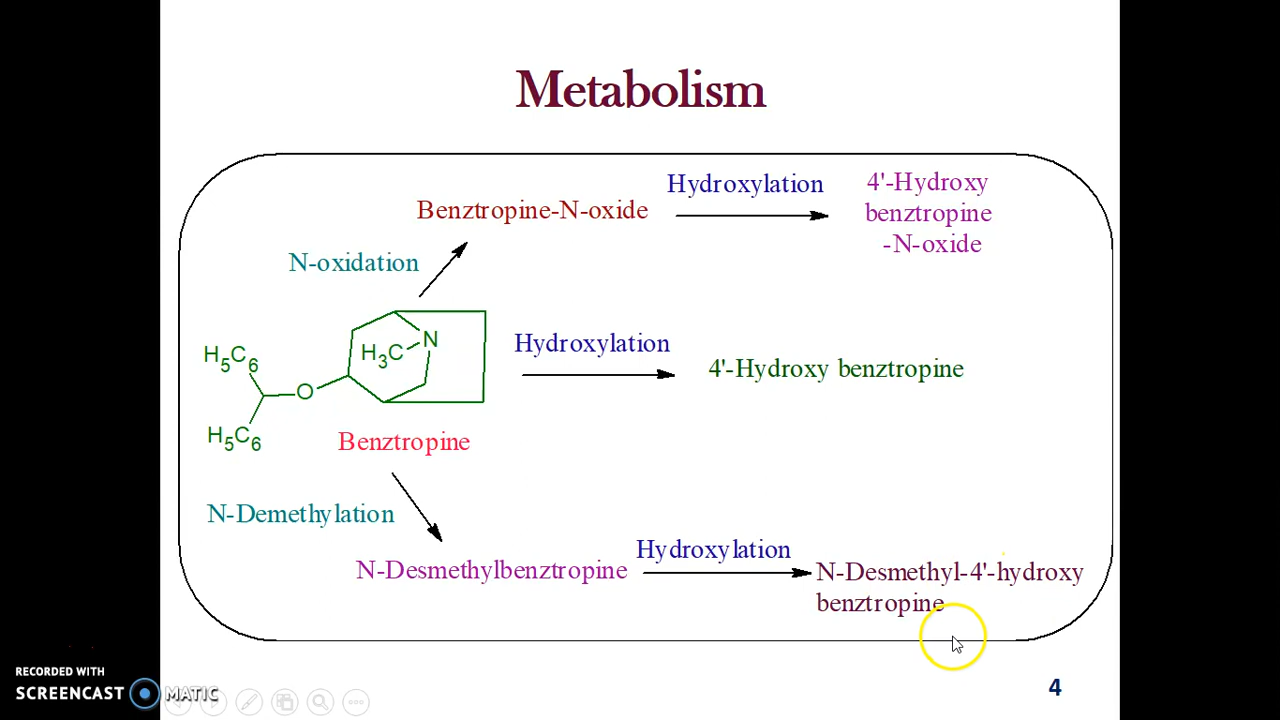 Metabolism
Hydroxylation
4'-Hydroxy
benztropine
-N-oxide
Benztropine-N-oxide
N-oxidation
H5C6
H3C
N
O
H5C6
Hydroxylation
4'-Hydroxy benztropine
Benztropine
N-Demethylation
N-Desmethylbenztropine
Hydroxylation
N-Desmethyl-4'-hydroxy
benztropine
4
RECORDED WITH
SCREENCAST MATIC